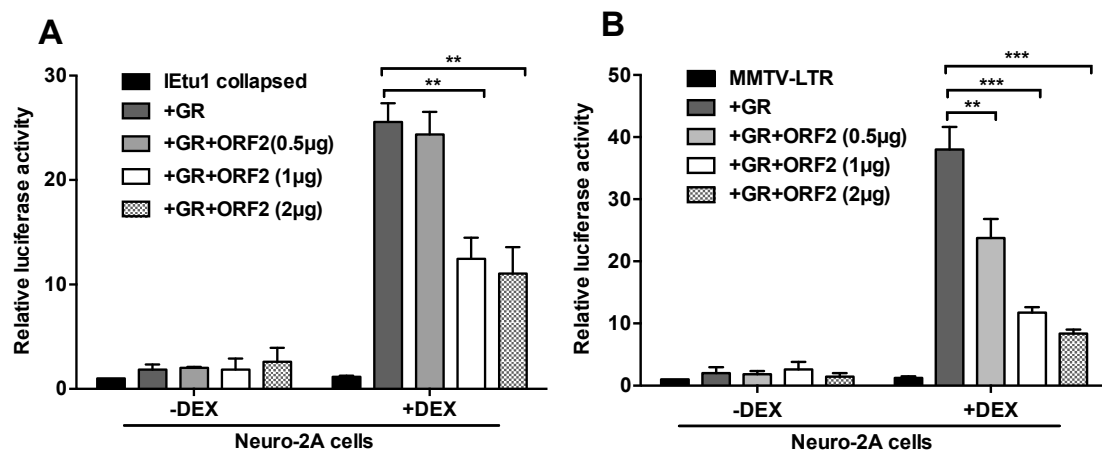 A
IEtu1 collapsed
+GR
+GR+ORF2(0.5µg)
+GR+ORF2 (1µg)
+GR+ORF2 (2µg)
**
**
Relative luciferase activity
30
20
10
0
-DEX
+DEX
Neuro-2A cells
B
MMTV-LTR
+GR
+GR+ORF2 (0.5µg)
+GR+ORF2 (1µg)
+GR+ORF2 (2µg)
***
***
**
Relative luciferase activity
50
40
30
20
10
0
-DEX
+DEX
Neuro-2A cells